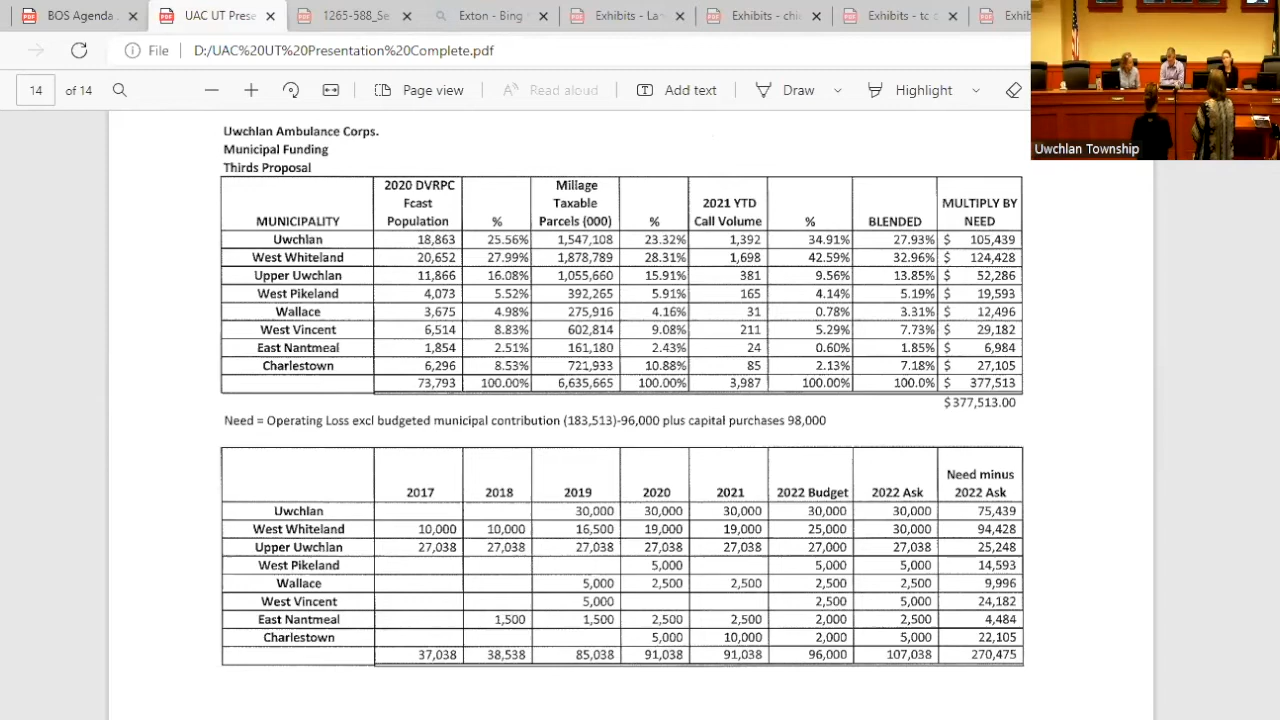 BOS Agenda
UAC UT Prese
1265-588_Se
Exton - Bing
Exhibits - La
Exhibits - chi
Exhibits - tc c
Exhib
File D:/UAC%20UT%20Presentation%20Complete.pdf
14 of 14 Page view Read aloud Add text Draw Highlight
Uwchlan Township
Uwchlan Ambulance Corps.
Municipal Funding
Thirds Proposal
MUNICIPALITY 2020 DVRPC Fcast Population % Millage Taxable Parcels (000) % 2021 YTD Call Volume % BLENDED MULTIPLY BY NEED
Uwchlan 18,863 25.56% 1,547,108 23.32% 1,392 34.91% 27.93% $ 105,439
West Whiteland 20,652 27.99% 1,878,789 28.31% 1,698 42.59% 32.96% $ 124,428
Upper Uwchlan 11,866 16.08% 1,055,660 15.91% 381 9.56% 13.85% $ 52,286
West Pikeland 4,073 5.52% 392,265 5.91% 165 4.14% 5.19% $ 19,593
Wallace 3,675 4.98% 275,916 4.16% 31 0.78% 3.31% $ 12,496
West Vincent 6,514 8.83% 602,814 9.08% 211 5.29% 7.73% $ 29,182
East Nantmeal 1,854 2.51% 161,180 2.43% 24 0.60% 1.85% $ 6,984
Charlestown 6,296 8.53% 721,933 10.88% 85 2.13% 7.18% $ 27,105
73,793 100.00% 6,635,665 100.00% 3,987 100.00% 100.0% $ 377,513
$377,513.00
Need = Operating Loss excl budgeted municipal contribution (183,513)-96,000 plus capital purchases 98,000
2017 2018 2019 2020 2021 2022 Budget 2022 Ask Need minus 2022 Ask
Uwchlan 30,000 30,000 30,000 30,000 30,000 75,439
West Whiteland 10,000 10,000 16,500 19,000 19,000 25,000 30,000 94,428
Upper Uwchlan 27,038 27,038 27,038 27,038 27,038 27,000 27,038 25,248
West Pikeland 5,000 5,000 5,000 14,593
Wallace 5,000 2,500 2,500 2,500 2,500 9,996
West Vincent 5,000 2,500 5,000 24,182
East Nantmeal 1,500 1,500 2,500 2,500 2,000 2,500 4,484
Charlestown 5,000 10,000 2,000 5,000 22,105
37,038 38,538 85,038 91,038 91,038 96,000 107,038 270,475